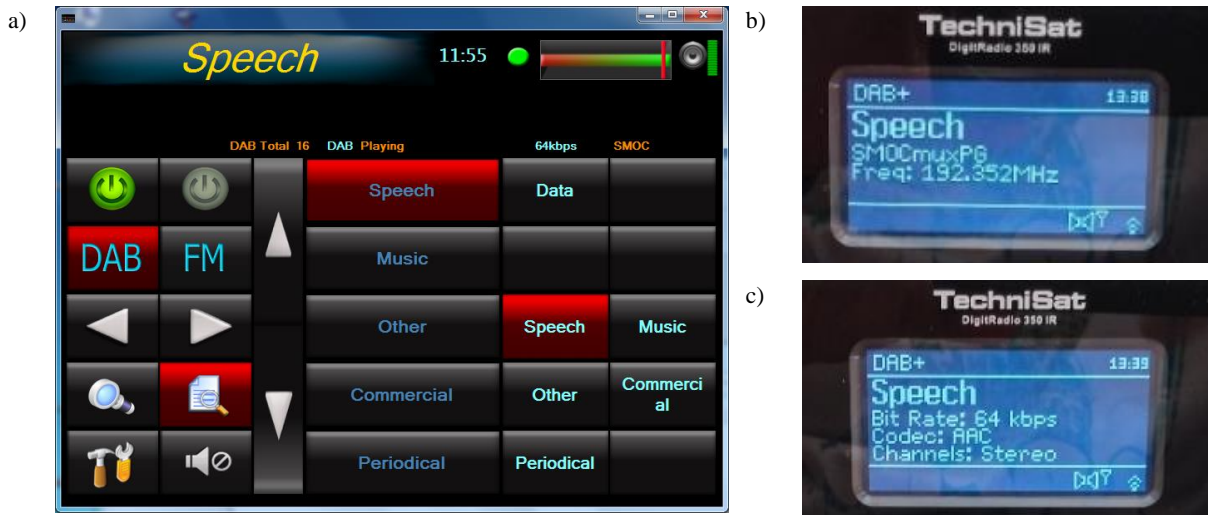 a)
Speech
11:55
DAB Total 16 DAB Playing 64kbps SMOC
Speech Data
DAB FM Music
Other Speech Music
Commercial Other Commerci
al
Periodical Periodical
b)
TechniSat
DigitRadio 350 IR
DAB+ 13:38
Speech
SMOCmuxPG
Freq: 192.352MHz
c)
TechniSat
DigitRadio 350 IR
DAB+ 13:39
Speech
Bit Rate: 64 kbps
Codec: AAC
Channels: Stereo